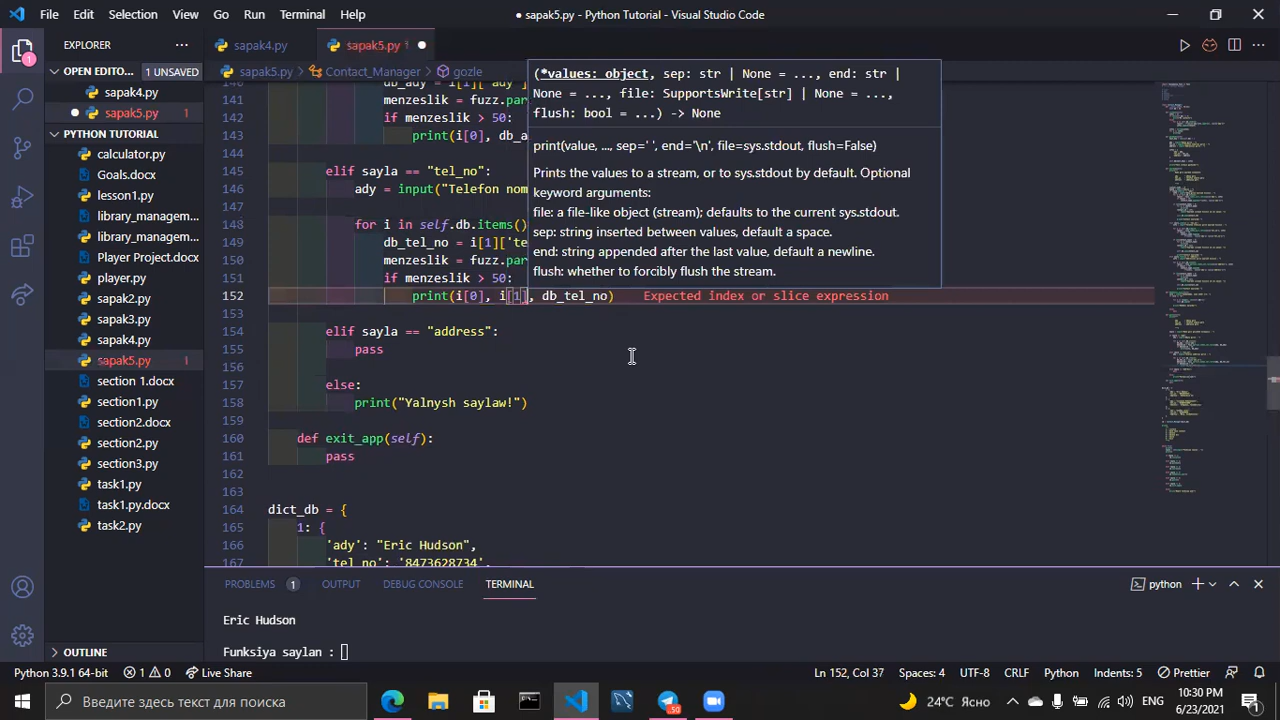 File Edit Selection View Go Run Terminal Help
● sapak5.py - Python Tutorial - Visual Studio Code
EXPLORER
sapak4.py
sapak5.py 1
OPEN EDITO... 1 UNSAVED
sapak4.py
sapak5.py 1
PYTHON TUTORIAL
calculator.py
Goals.docx
lesson1.py
library_managem...
library_managem...
Player Project.docx
player.py
sapak2.py
sapak3.py
sapak4.py
sapak5.py 1
section 1.docx
section1.py
section2.docx
section2.py
section3.py
task1.py
task1.py.docx
task2.py
OUTLINE
sapak5.py > Contact_Manager > gozle
(*values: object, sep: str | None = ..., end: str |
None = ..., file: SupportsWrite[str] | None = ...,
flush: bool = ...) -> None
print(value, ..., sep=' ', end='\n', file=sys.stdout, flush=False)
Prints the values to a stream, or to sys.stdout by default. Optional
keyword arguments:
file: a file-like object (stream); defaults to the current sys.stdout.
sep: string inserted between values, default a space.
end: string appended after the last value, default a newline.
flush: whether to forcibly flush the stream.
140 db_ady = i[1]['ady']
141 menzeslik = fuzz.par
142 if menzeslik > 50:
143 print(i[0], db_a
144
145 elif sayla == "tel_no":
146 ady = input("Telefon nom
147
148 for i in self.db.items()
149 db_tel_no = i[1]['te
150 menzeslik = fuzz.par
151 if menzeslik > 50:
152 print(i[0], i[1], db_tel_no) Expected index or slice expression
153
154 elif sayla == "address":
155 pass
156
157 else:
158 print("Yalnysh saylaw!")
159
160 def exit_app(self):
161 pass
162
163
164 dict_db = {
165 1: {
166 'ady': "Eric Hudson",
167 'tel_no': '8473628734',
PROBLEMS 1 OUTPUT DEBUG CONSOLE TERMINAL
python
Eric Hudson
Funksiya saylan :
Python 3.9.1 64-bit 1 0 Live Share
Ln 152, Col 37 Spaces: 4 UTF-8 CRLF Python Indents: 5 Prettier
Введите здесь текст для поиска
50
24°C Ясно
ENG
10:30 PM
6/23/2021
1